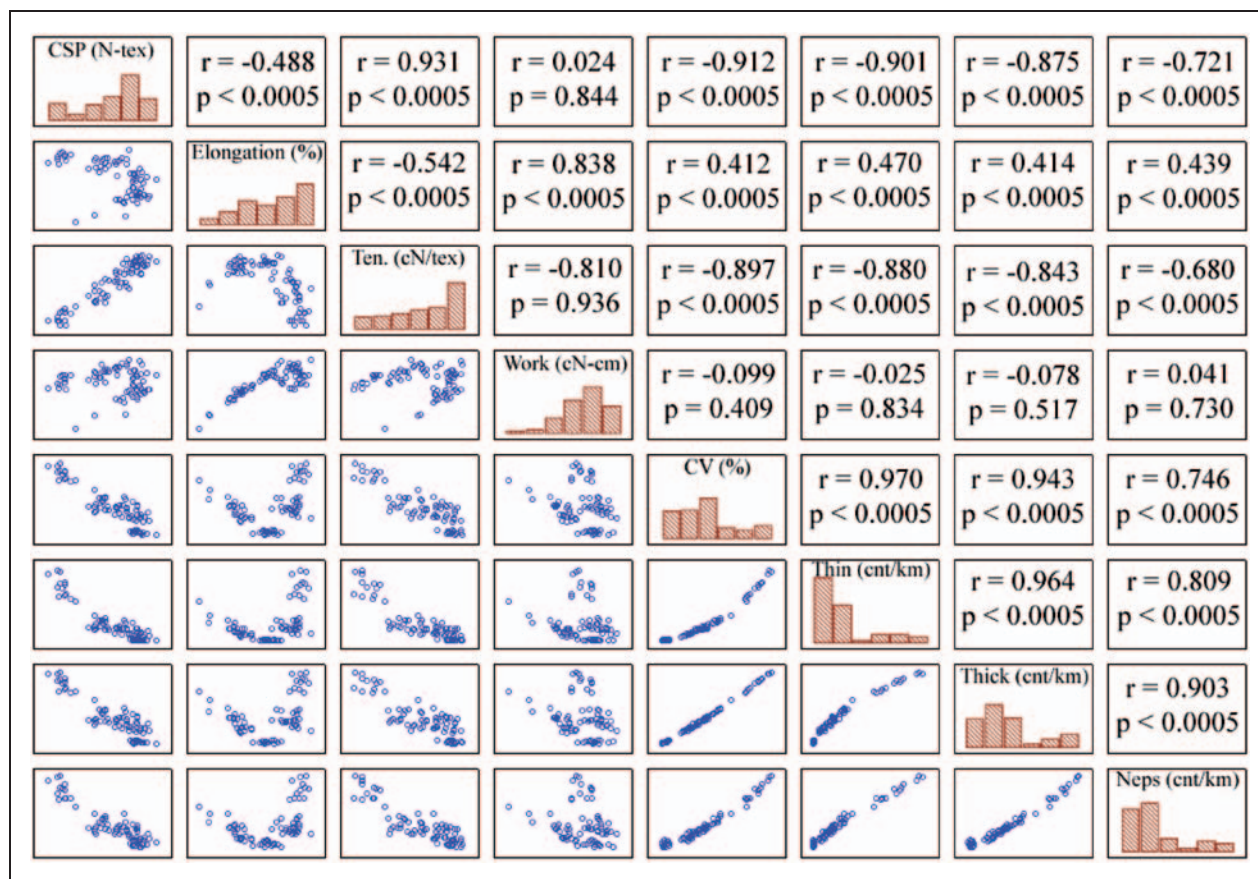 CSP (N-tex)
r = -0.488
p < 0.0005
r = 0.931
p < 0.0005
r = 0.024
p = 0.844
r = -0.912
p < 0.0005
r = -0.901
p < 0.0005
r = -0.875
p < 0.0005
r = -0.721
p < 0.0005
Elongation (%)
r = -0.542
p < 0.0005
r = 0.838
p < 0.0005
r = 0.412
p < 0.0005
r = 0.470
p < 0.0005
r = 0.414
p < 0.0005
r = 0.439
p < 0.0005
Ten. (cN/tex)
r = -0.810
p = 0.936
r = -0.897
p < 0.0005
r = -0.880
p < 0.0005
r = -0.843
p < 0.0005
r = -0.680
p < 0.0005
Work (cN-cm)
r = -0.099
p = 0.409
r = -0.025
p = 0.834
r = -0.078
p = 0.517
r = 0.041
p = 0.730
CV (%)
r = 0.970
p < 0.0005
r = 0.943
p < 0.0005
r = 0.746
p < 0.0005
Thin (cnt/km)
r = 0.964
p < 0.0005
r = 0.809
p < 0.0005
Thick (cnt/km)
r = 0.903
p < 0.0005
Neps (cnt/km)